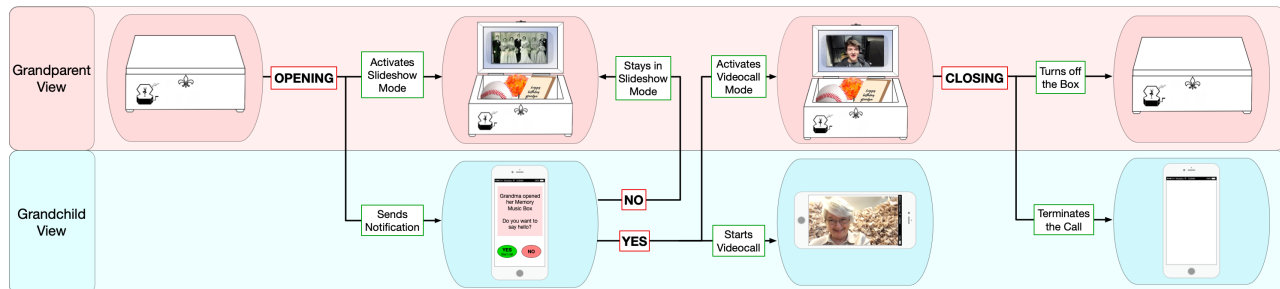 Grandparent
View
OPENING
Activates
Slideshow
Mode
Stays in
Slideshow
Mode
Activates
Videocall
Mode
CLOSING
Turns off
the Box
Grandchild
View
Sends
Notification
Grandma opened
her Memory
Music Box
Do you want to
say hello?
YES
NO
NO
YES
Starts
Videocall
Terminates
the Call